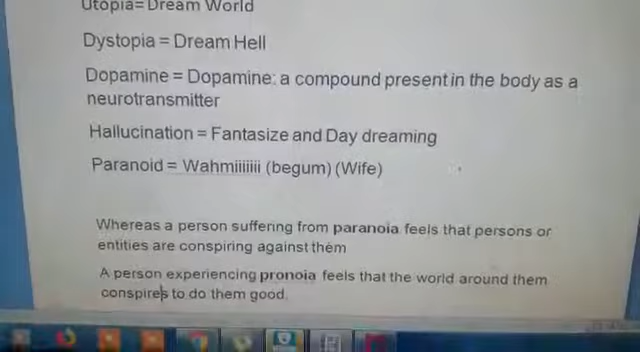 Utopia= Dream World
Dystopia = Dream Hell
Dopamine = Dopamine: a compound present in the body as a
neurotransmitter
Hallucination = Fantasize and Day dreaming
Paranoid = Wahmiiiiiii (begum) (Wife)
Whereas a person suffering from paranoia feels that persons or
entities are conspiring against them
A person experiencing pronoia feels that the world around them
conspires to do them good.